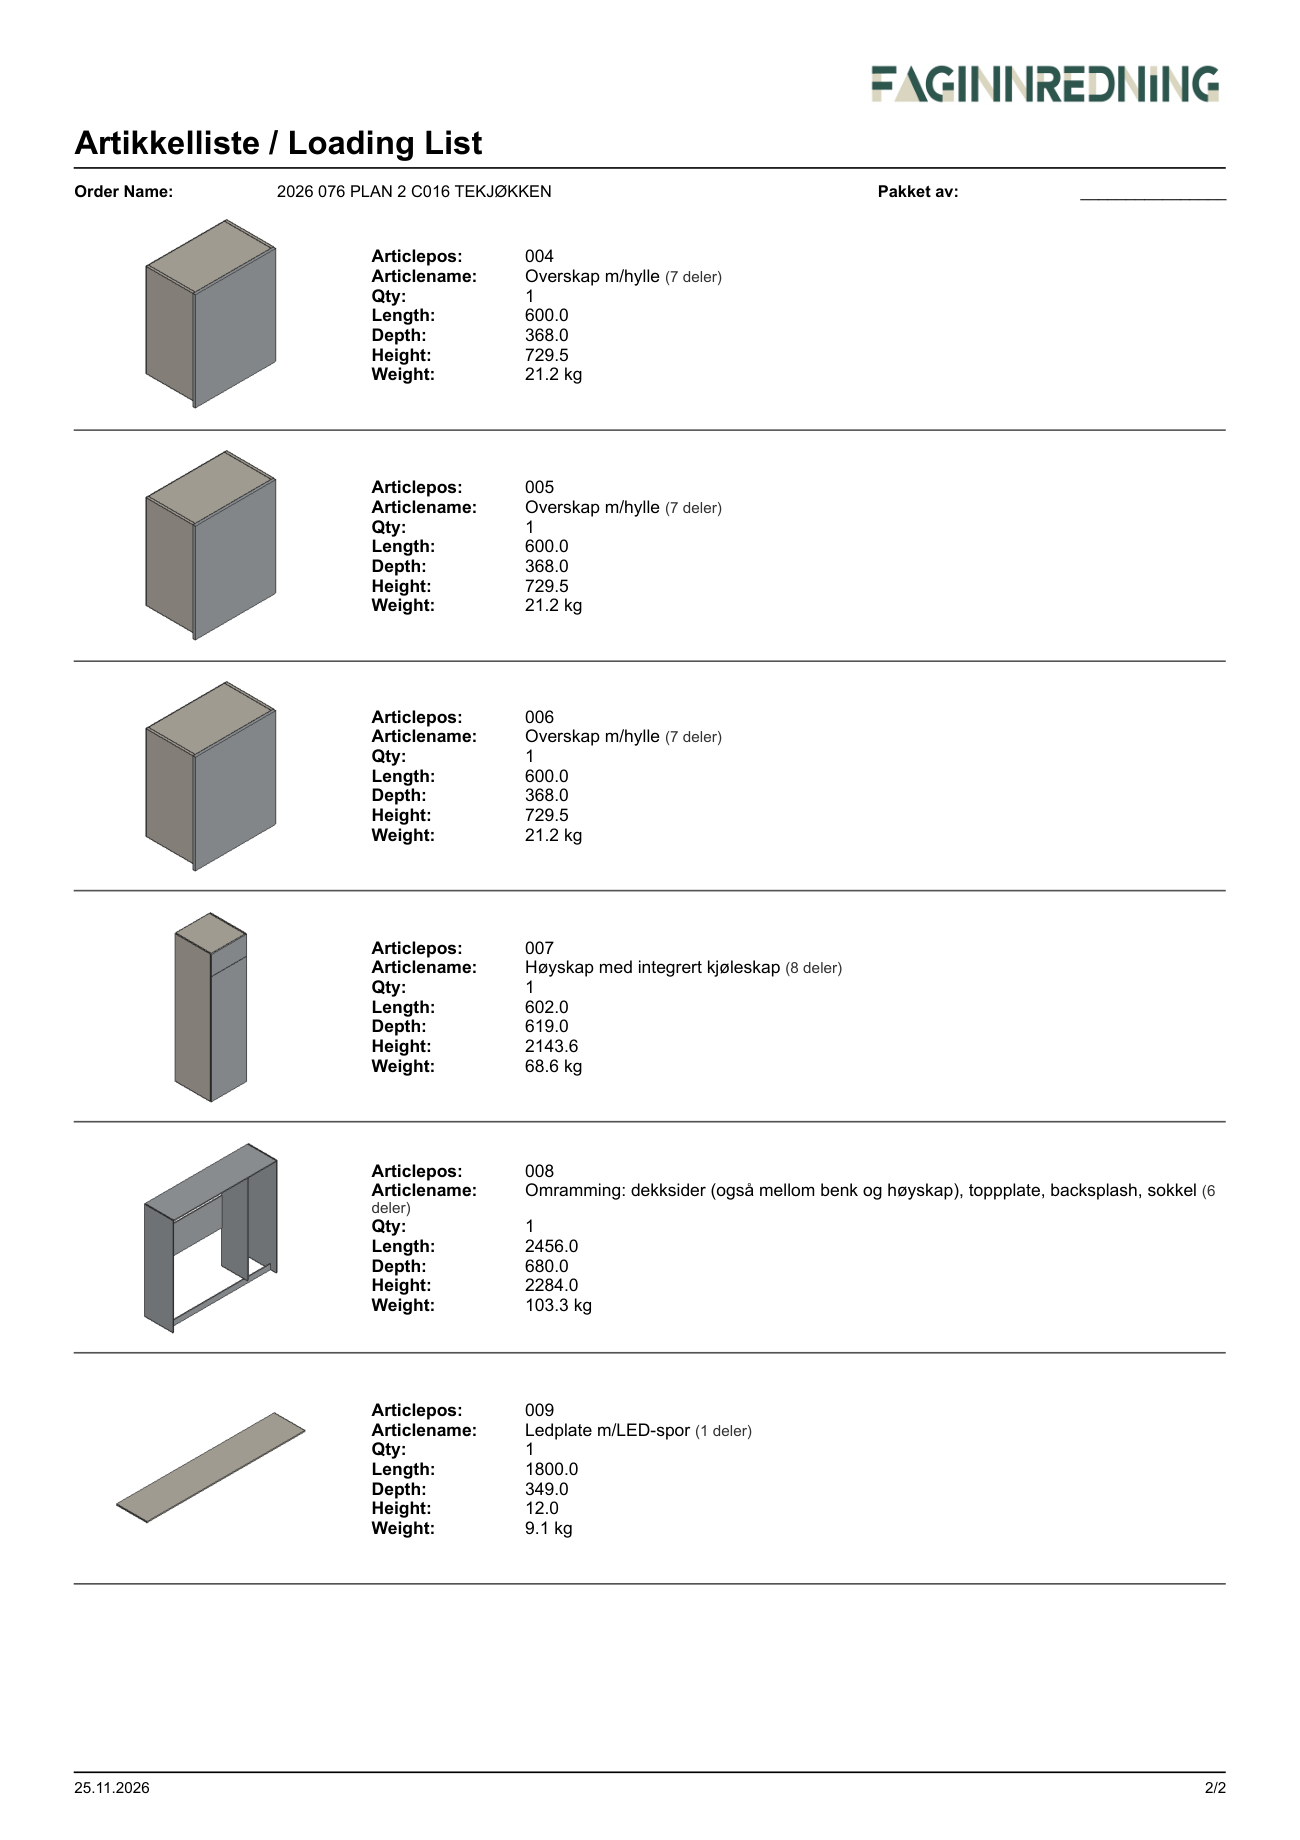 FAGINNREDNiNG
Artikkelliste / Loading List
Order Name: 2026 076 PLAN 2 C016 TEKJØKKEN Pakket av: ________________
Articlepos: 004
Articlename: Overskap m/hylle (7 deler)
Qty: 1
Length: 600.0
Depth: 368.0
Height: 729.5
Weight: 21.2 kg
Articlepos: 005
Articlename: Overskap m/hylle (7 deler)
Qty: 1
Length: 600.0
Depth: 368.0
Height: 729.5
Weight: 21.2 kg
Articlepos: 006
Articlename: Overskap m/hylle (7 deler)
Qty: 1
Length: 600.0
Depth: 368.0
Height: 729.5
Weight: 21.2 kg
Articlepos: 007
Articlename: Høyskap med integrert kjøleskap (8 deler)
Qty: 1
Length: 602.0
Depth: 619.0
Height: 2143.6
Weight: 68.6 kg
Articlepos: 008
Articlename: Omramming: dekksider (også mellom benk og høyskap), toppplate, backsplash, sokkel (6
deler)
Qty: 1
Length: 2456.0
Depth: 680.0
Height: 2284.0
Weight: 103.3 kg
Articlepos: 009
Articlename: Ledplate m/LED-spor (1 deler)
Qty: 1
Length: 1800.0
Depth: 349.0
Height: 12.0
Weight: 9.1 kg
25.11.2026 2/2